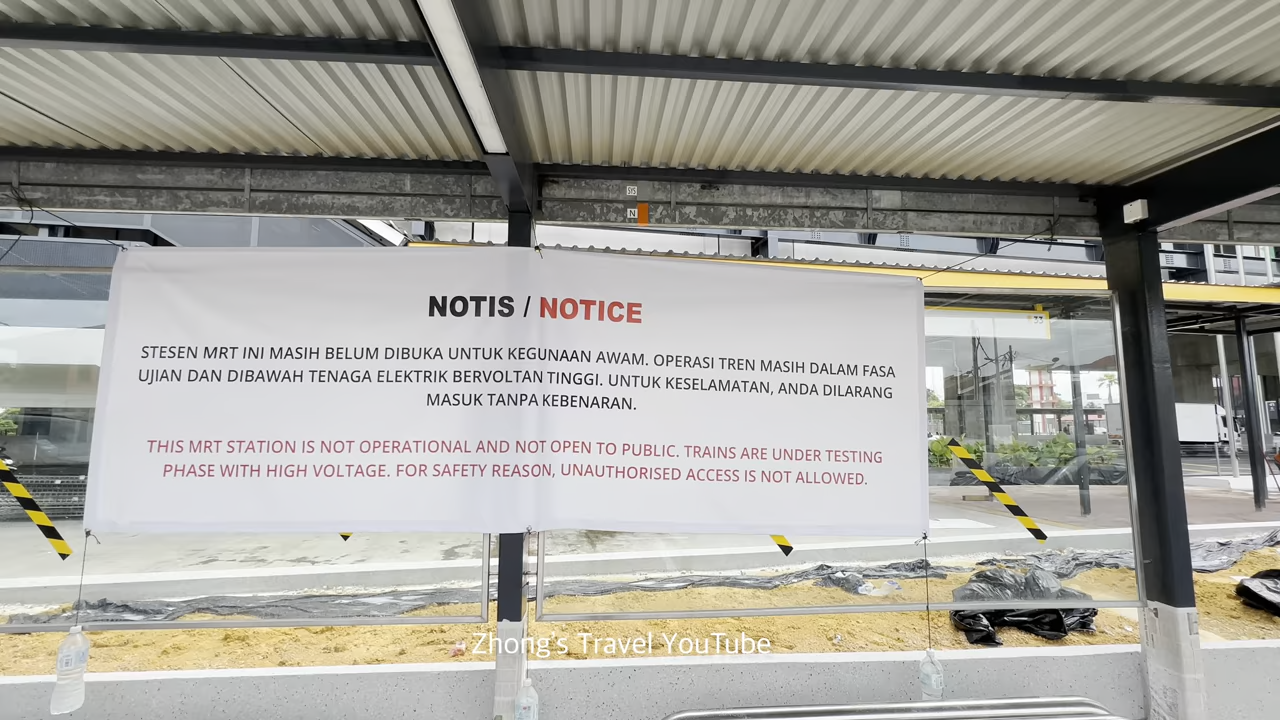 SYS
N
NOTIS / NOTICE
33
STESEN MRT INI MASIH BELUM DIBUKA UNTUK KEGUNAAN AWAM. OPERASI TREN MASIH DALAM FASA
UJIAN DAN DIBAWAH TENAGA ELEKTRIK BERVOLTAN TINGGI. UNTUK KESELAMATAN, ANDA DILARANG
MASUK TANPA KEBENARAN.
THIS MRT STATION IS NOT OPERATIONAL AND NOT OPEN TO PUBLIC. TRAINS ARE UNDER TESTING
PHASE WITH HIGH VOLTAGE. FOR SAFETY REASON, UNAUTHORISED ACCESS IS NOT ALLOWED.
Zhong's Travel YouTube